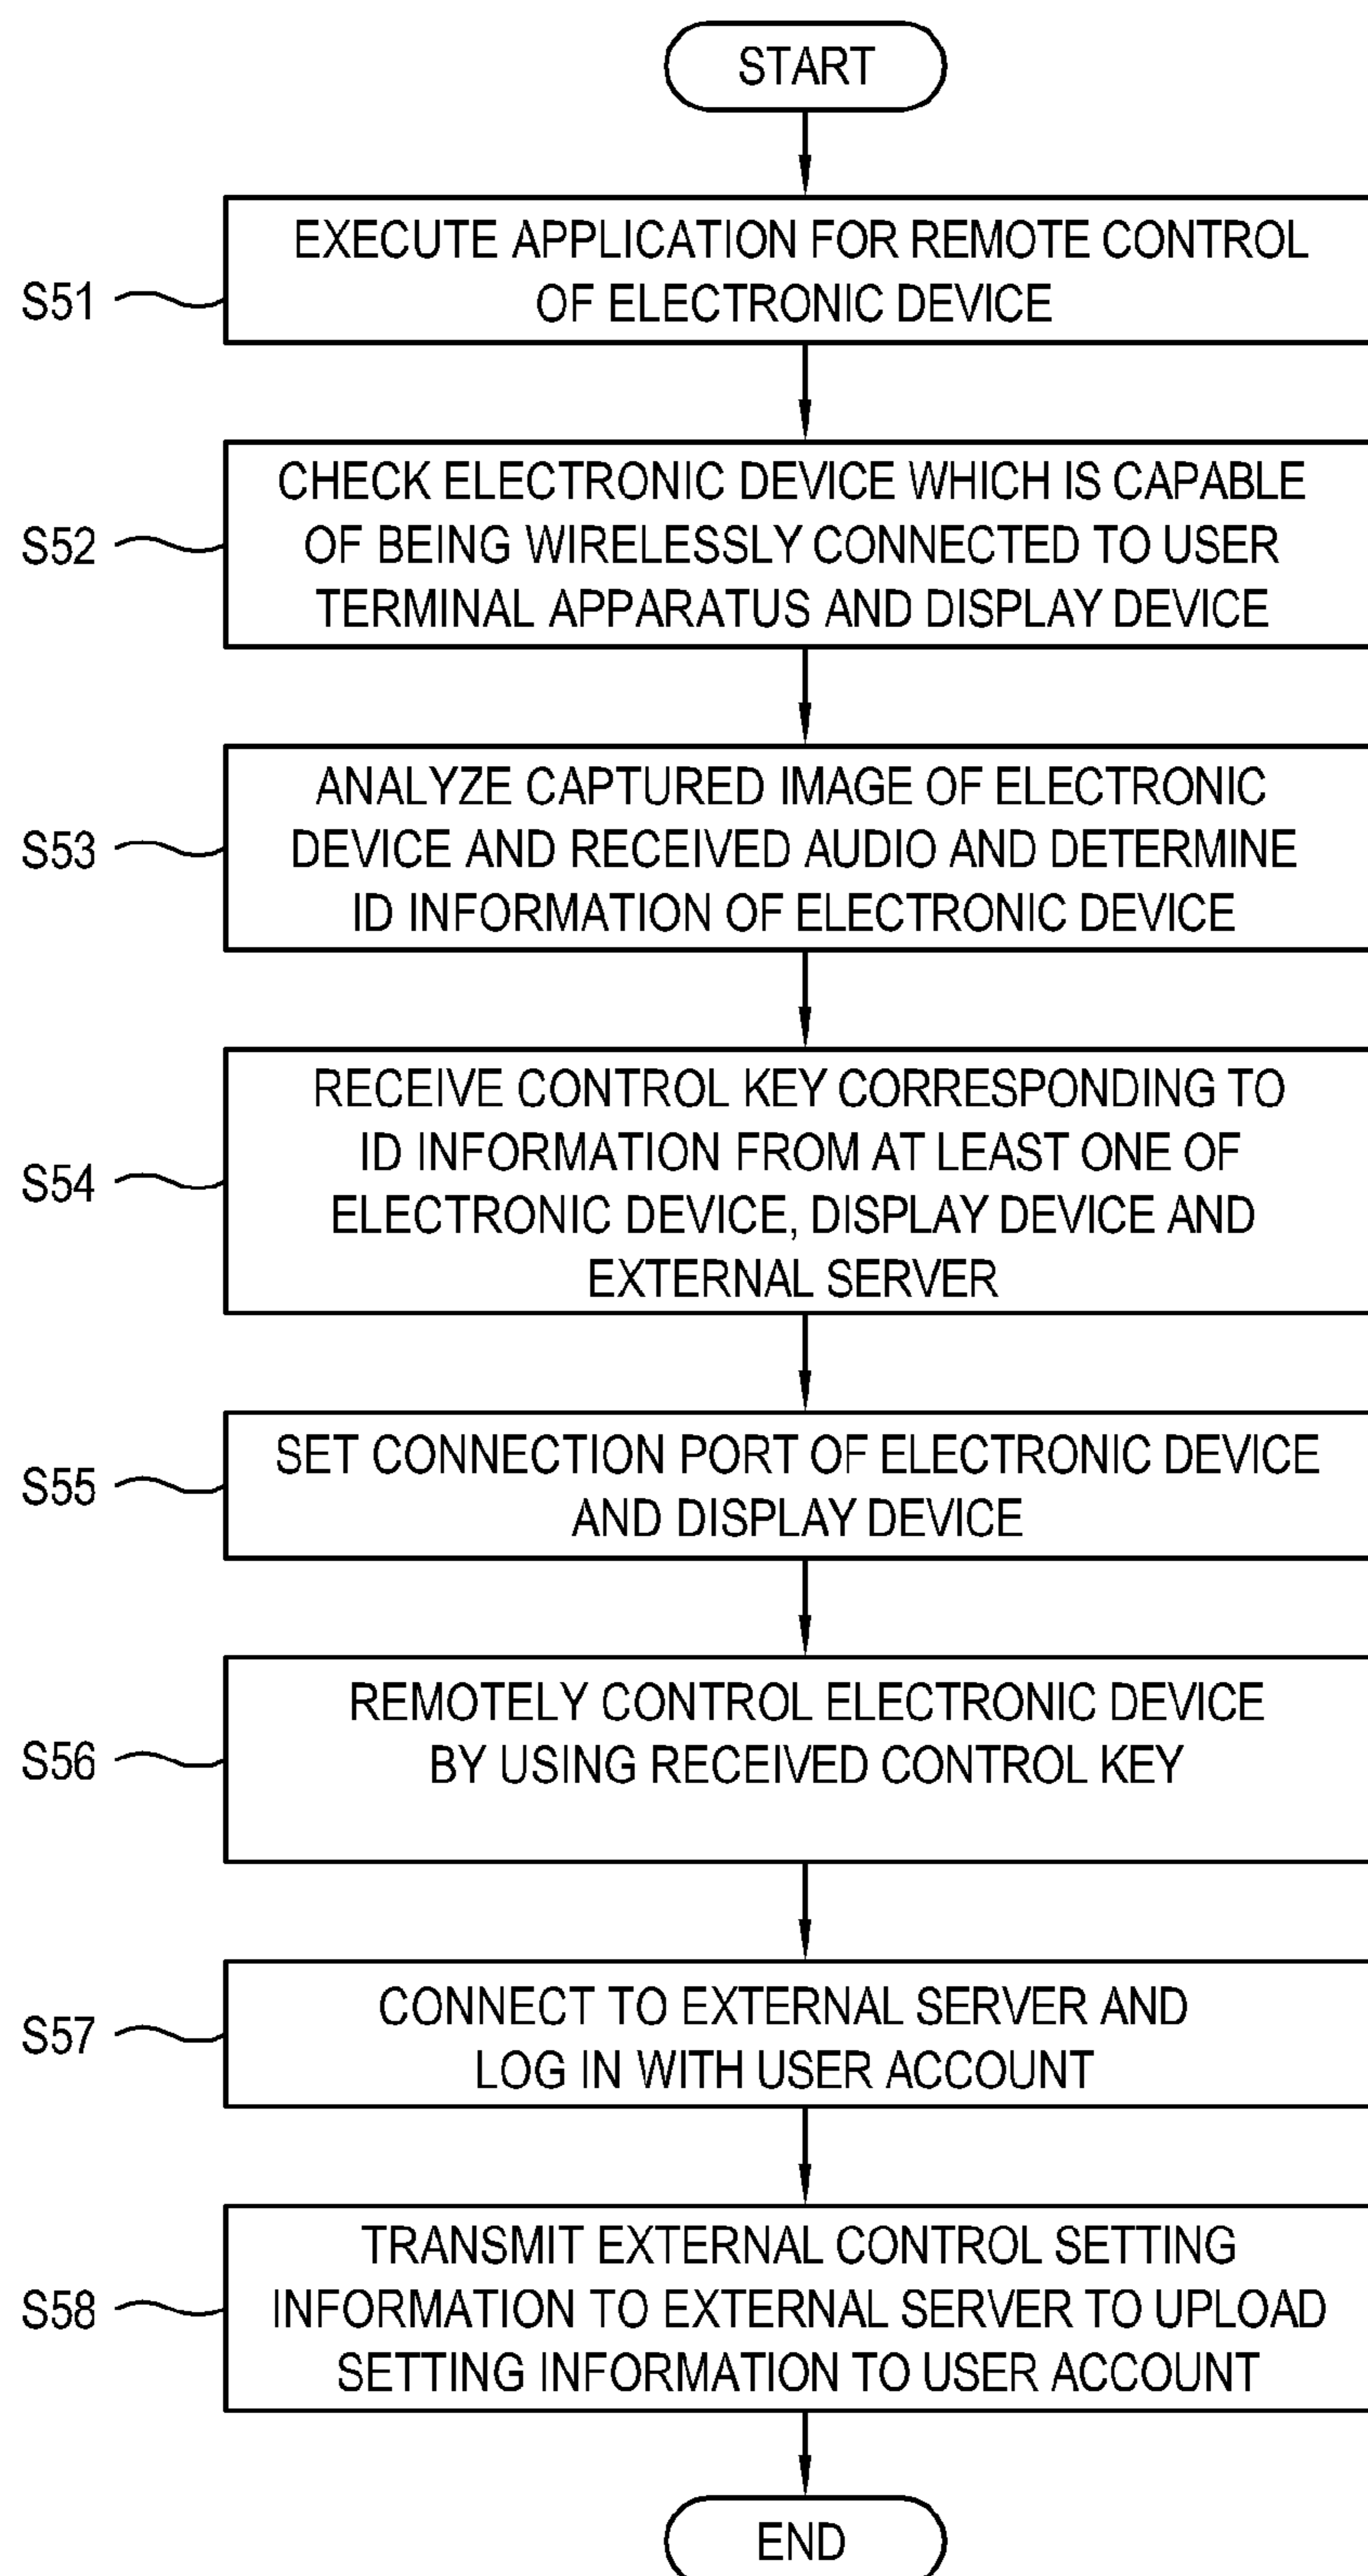 START
EXECUTE APPLICATION FOR REMOTE CONTROL
OF ELECTRONIC DEVICE
S51
CHECK ELECTRONIC DEVICE WHICH IS CAPABLE
OF BEING WIRELESSLY CONNECTED TO USER
TERMINAL APPARATUS AND DISPLAY DEVICE
S52
ANALYZE CAPTURED IMAGE OF ELECTRONIC
DEVICE AND RECEIVED AUDIO AND DETERMINE
ID INFORMATION OF ELECTRONIC DEVICE
S53
RECEIVE CONTROL KEY CORRESPONDING TO
ID INFORMATION FROM AT LEAST ONE OF
ELECTRONIC DEVICE, DISPLAY DEVICE AND
EXTERNAL SERVER
S54
SET CONNECTION PORT OF ELECTRONIC DEVICE
AND DISPLAY DEVICE
S55
REMOTELY CONTROL ELECTRONIC DEVICE
BY USING RECEIVED CONTROL KEY
S56
CONNECT TO EXTERNAL SERVER AND
LOG IN WITH USER ACCOUNT
S57
TRANSMIT EXTERNAL CONTROL SETTING
INFORMATION TO EXTERNAL SERVER TO UPLOAD
SETTING INFORMATION TO USER ACCOUNT
S58
END